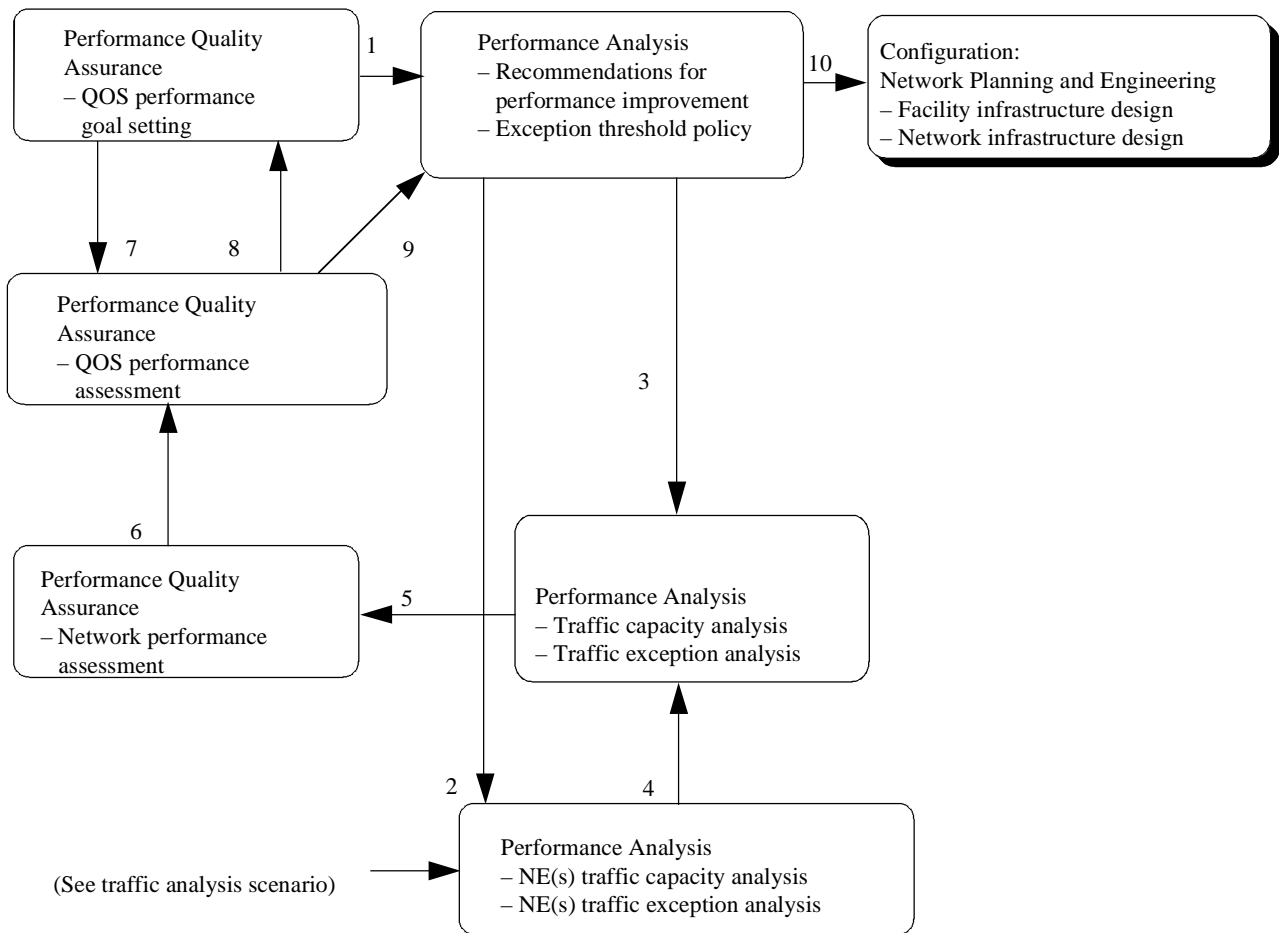 Performance Quality
Assurance
– QOS performance
goal setting
1
Performance Analysis
– Recommendations for
performance improvement
– Exception threshold policy
10
Configuration:
Network Planning and Engineering
– Facility infrastructure design
– Network infrastructure design
7
8
9
Performance Quality
Assurance
– QOS performance
assessment
3
6
Performance Quality
Assurance
– Network performance
assessment
5
Performance Analysis
– Traffic capacity analysis
– Traffic exception analysis
2
4
(See traffic analysis scenario)
Performance Analysis
– NE(s) traffic capacity analysis
– NE(s) traffic exception analysis